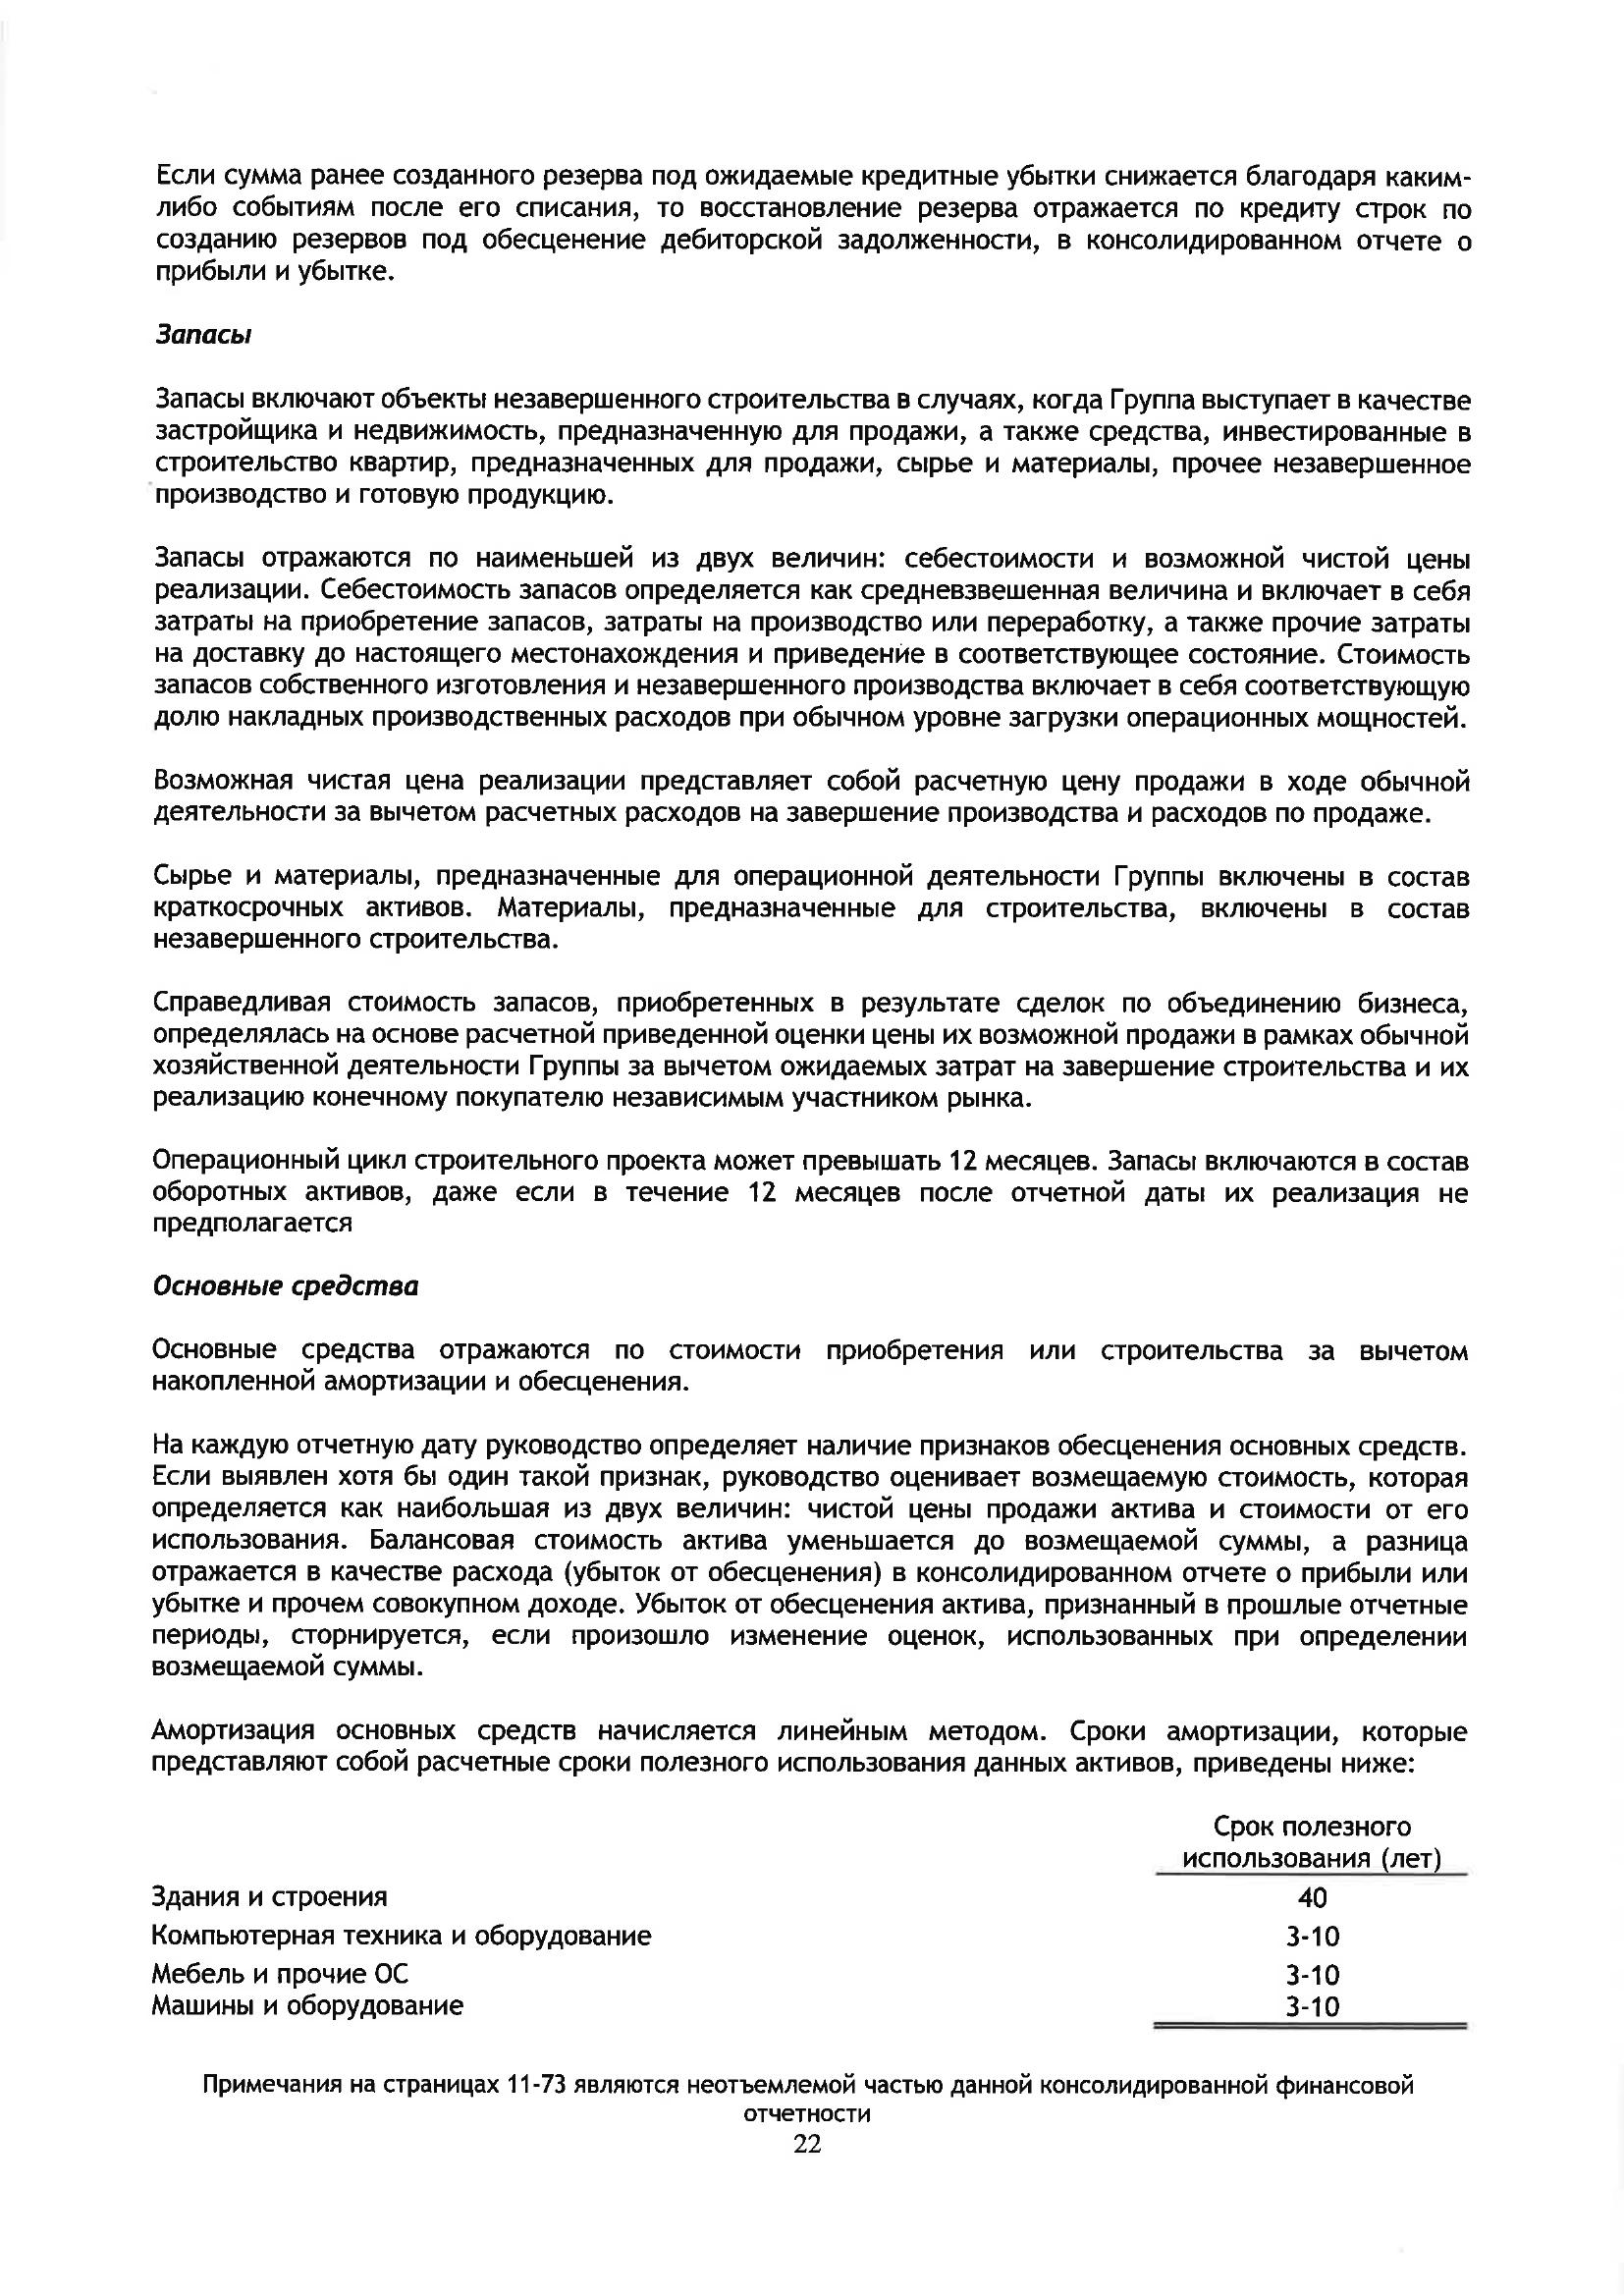 Если сумма ранее созданного резерва под ожидаемые кредитные убытки снижается благодаря каким-
либо событиям после его списания, то восстановление резерва отражается по кредиту строк по
созданию резервов под обесценение дебиторской задолженности, в консолидированном отчете о
прибыли и убытке.
Запасы
Запасы включают объекты незавершенного строительства в случаях, когда Группа выступает в качестве
застройщика и недвижимость, предназначенную для продажи, а также средства, инвестированные в
строительство квартир, предназначенных для продажи, сырье и материалы, прочее незавершенное
производство и готовую продукцию.
Запасы отражаются по наименьшей из двух величин: себестоимости и возможной чистой цены
реализации. Себестоимость запасов определяется как средневзвешенная величина и включает в себя
затраты на приобретение запасов, затраты на производство или переработку, а также прочие затраты
на доставку до настоящего местонахождения и приведение в соответствующее состояние. Стоимость
запасов собственного изготовления и незавершенного производства включает в себя соответствующую
долю накладных производственных расходов при обычном уровне загрузки операционных мощностей.
Возможная чистая цена реализации представляет собой расчетную цену продажи в ходе обычной
деятельности за вычетом расчетных расходов на завершение производства и расходов по продаже.
Сырье и материалы, предназначенные для операционной деятельности Группы включены в состав
краткосрочных активов. Материалы, предназначенные для строительства, включены в состав
незавершенного строительства.
Справедливая стоимость запасов, приобретенных в результате сделок по объединению бизнеса,
определялась на основе расчетной приведенной оценки цены их возможной продажи в рамках обычной
хозяйственной деятельности Группы за вычетом ожидаемых затрат на завершение строительства и их
реализацию конечному покупателю независимым участником рынка.
Операционный цикл строительного проекта может превышать 12 месяцев. Запасы включаются в состав
оборотных активов, даже если в течение 12 месяцев после отчетной даты их реализация не
предполагается
Основные средства
Основные средства отражаются по стоимости приобретения или строительства за вычетом
накопленной амортизации и обесценения.
На каждую отчетную дату руководство определяет наличие признаков обесценения основных средств.
Если выявлен хотя бы один такой признак, руководство оценивает возмещаемую стоимость, которая
определяется как наибольшая из двух величин: чистой цены продажи актива и стоимости от его
использования. Балансовая стоимость актива уменьшается до возмещаемой суммы, а разница
отражается в качестве расхода (убыток от обесценения) в консолидированном отчете о прибыли или
убытке и прочем совокупном доходе. Убыток от обесценения актива, признанный в прошлые отчетные
периоды, сторнируется, если произошло изменение оценок, использованных при определении
возмещаемой суммы.
Амортизация основных средств начисляется линейным методом. Сроки амортизации, которые
представляют собой расчетные сроки полезного использования данных активов, приведены ниже:
Срок полезного
использования (лет)
Здания и строения 40
Компьютерная техника и оборудование 3-10
Мебель и прочие ОС 3-10
Машины и оборудование 3-10
Примечания на страницах 11-73 являются неотъемлемой частью данной консолидированной финансовой
отчетности
22